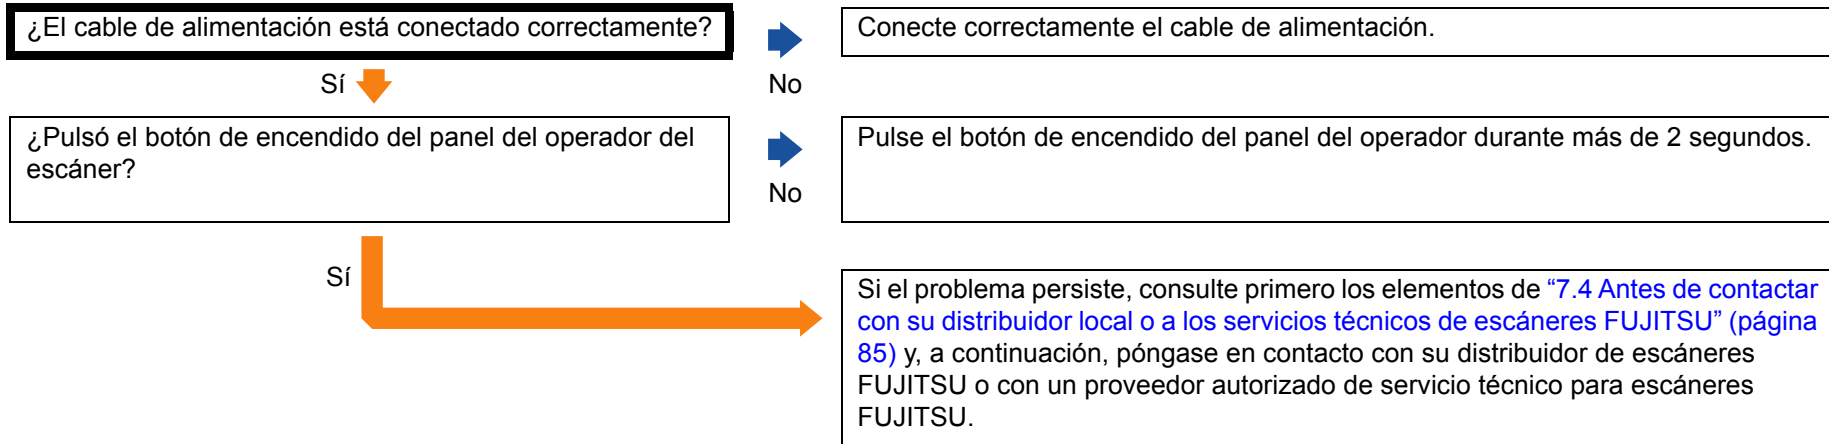 ¿El cable de alimentación está conectado correctamente?
Conecte correctamente el cable de alimentación.
Sí
No
¿Pulsó el botón de encendido del panel del operador del
escáner?
Pulse el botón de encendido del panel del operador durante más de 2 segundos.
No
Sí
Si el problema persiste, consulte primero los elementos de “7.4 Antes de contactar
con su distribuidor local o a los servicios técnicos de escáneres FUJITSU” (página
85) y, a continuación, póngase en contacto con su distribuidor de escáneres
FUJITSU o con un proveedor autorizado de servicio técnico para escáneres
FUJITSU.